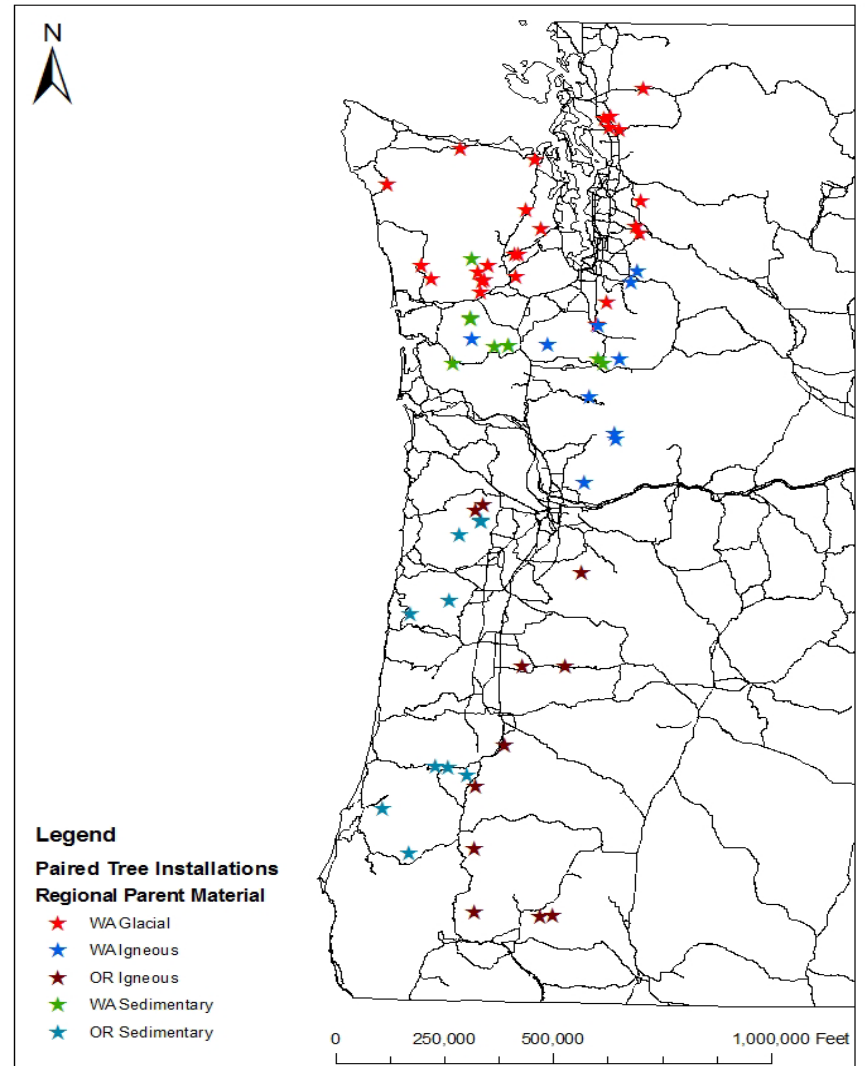 N
Legend
Paired Tree Installations
Regional Parent Material
WA Glacial
WA Igneous
OR Igneous
WA Sedimentary
OR Sedimentary
0 250,000 500,000 1,000,000 Feet